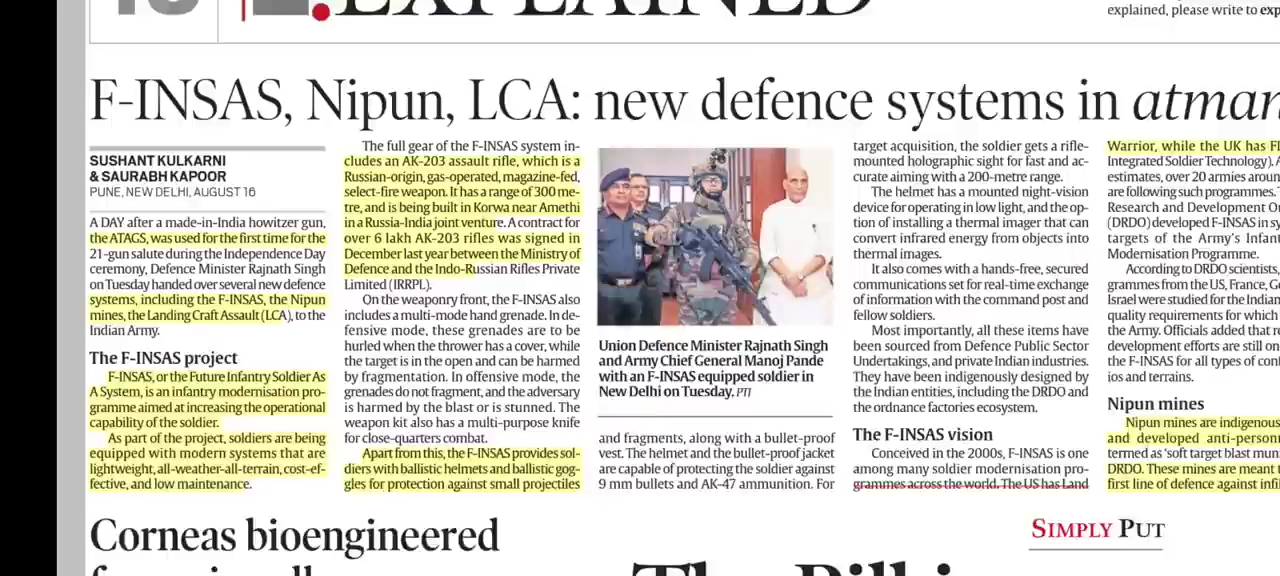 EXPLAINED
explained, please write to exp
F-INSAS, Nipun, LCA: new defence systems in atman
SUSHANT KULKARNI
& SAURABH KAPOOR
PUNE, NEW DELHI, AUGUST 16
A DAY after a made-in-India howitzer gun,
the ATAGS, was used for the first time for the
21-gun salute during the Independence Day
ceremony, Defence Minister Rajnath Singh
on Tuesday handed over several new defence
systems, including the F-INSAS, the Nipun
mines, the Landing Craft Assault (LCA), to the
Indian Army.
The F-INSAS project
F-INSAS, or the Future Infantry Soldier As
A System, is an infantry modernisation pro-
gramme aimed at increasing the operational
capability of the soldier.
As part of the project, soldiers are being
equipped with modern systems that are
lightweight, all-weather-all-terrain, cost-ef-
fective, and low maintenance.
The full gear of the F-INSAS system in-
cludes an AK-203 assault rifle, which is a
Russian-origin, gas-operated, magazine-fed,
select-fire weapon. It has a range of 300 me-
tre, and is being built in Korwa near Amethi
in a Russia-India joint venture. A contract for
over 6 lakh AK-203 rifles was signed in
December last year between the Ministry of
Defence and the Indo-Russian Rifles Private
Limited (IRRPL).
On the weaponry front, the F-INSAS also
includes a multi-mode hand grenade. In de-
fensive mode, these grenades are to be
hurled when the thrower has a cover, while
the target is in the open and can be harmed
by fragmentation. In offensive mode, the
grenades do not fragment, and the adversary
is harmed by the blast or is stunned. The
weapon kit also has a multi-purpose knife
for close-quarters combat.
Apart from this, the F-INSAS provides sol-
diers with ballistic helmets and ballistic gog-
gles for protection against small projectiles
Union Defence Minister Rajnath Singh
and Army Chief General Manoj Pande
with an F-INSAS equipped soldier in
New Delhi on Tuesday. PTI
and fragments, along with a bullet-proof
vest. The helmet and the bullet-proof jacket
are capable of protecting the soldier against
9 mm bullets and AK-47 ammunition. For
target acquisition, the soldier gets a rifle-
mounted holographic sight for fast and ac-
curate aiming with a 200-metre range.
The helmet has a mounted night-vision
device for operating in low light, and the op-
tion of installing a thermal imager that can
convert infrared energy from objects into
thermal images.
It also comes with a hands-free, secured
communications set for real-time exchange
of information with the command post and
fellow soldiers.
Most importantly, all these items have
been sourced from Defence Public Sector
Undertakings, and private Indian industries.
They have been indigenously designed by
the Indian entities, including the DRDO and
the ordnance factories ecosystem.
The F-INSAS vision
Conceived in the 2000s, F-INSAS is one
among many soldier modernisation pro-
grammes across the world. The US has Land
Warrior, while the UK has FI
Integrated Soldier Technology). A
estimates, over 20 armies aroun
are following such programmes.
Research and Development Or
(DRDO) developed F-INSAS in sy
targets of the Army's Infant
Modernisation Programme.
According to DRDO scientists,
grammes from the US, France, Ge
Israel were studied for the Indian
quality requirements for which
the Army. Officials added that re
development efforts are still on
the F-INSAS for all types of con
ios and terrains.
Nipun mines
Nipun mines are indigenous
and developed anti-person
termed as 'soft target blast mun
DRDO. These mines are meant t
first line of defence against infil
Corneas bioengineered
SIMPLY PUT